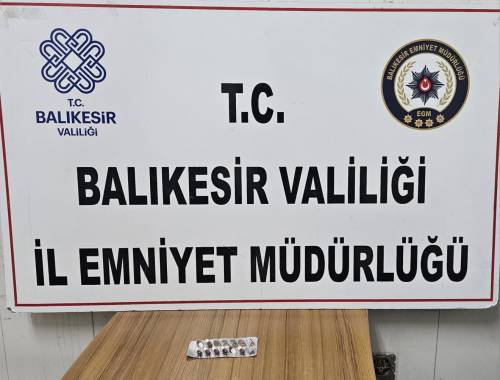 T.C.
BALIKESİR
VALİLİĞİ
BALIKESİR EMNİYET MÜDÜRLÜĞÜ
EGM
T.C.
BALIKESİR VALİLİĞİ
İL EMNİYET MÜDÜRLÜĞÜ